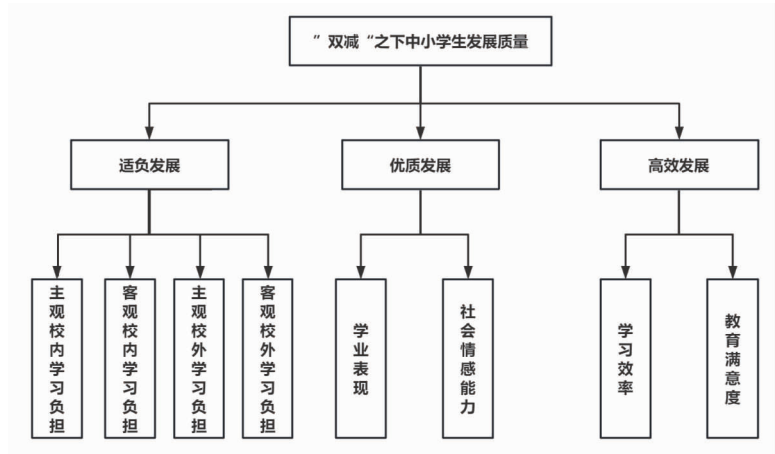 ”双减“之下中小学生发展质量
适负发展
优质发展
高效发展
主观校内学习负担
客观校内学习负担
主观校外学习负担
客观校外学习负担
学业表现
社会情感能力
学习效率
教育满意度